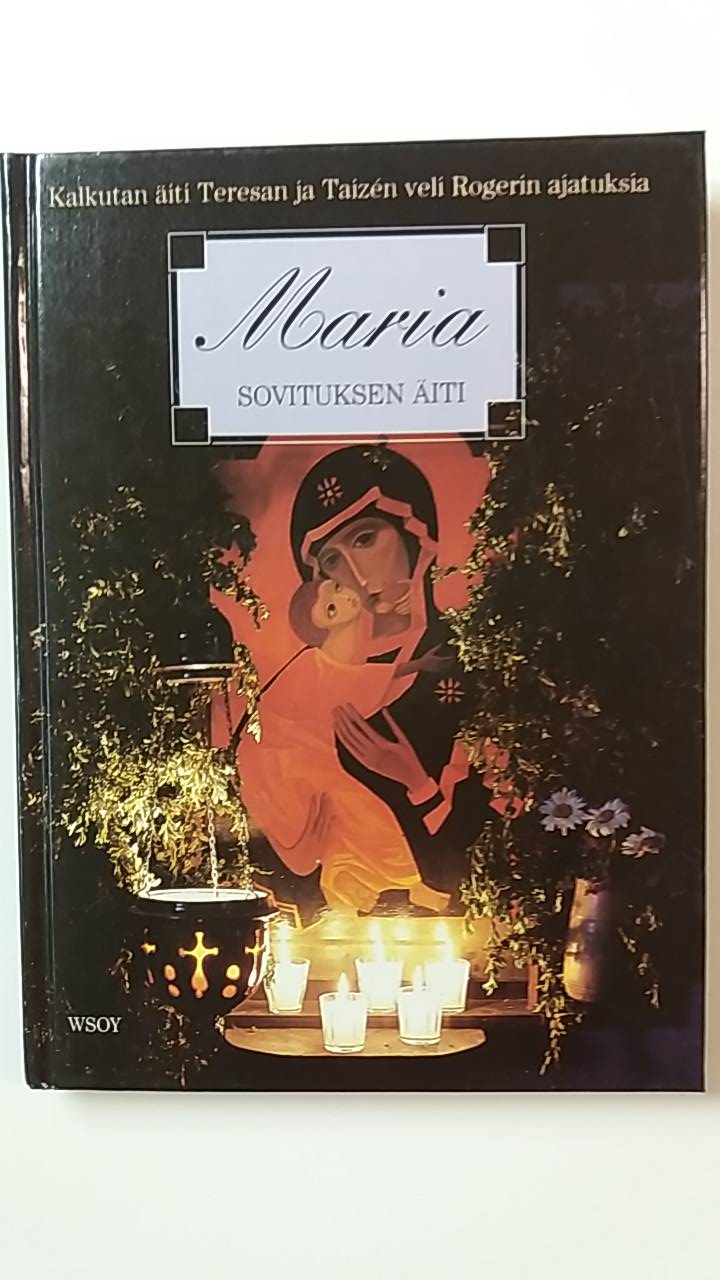 Kalkutan äiti Teresan ja Taizén veli Rogerin ajatuksia
Maria
SOVITUKSEN ÄITI
WSOY